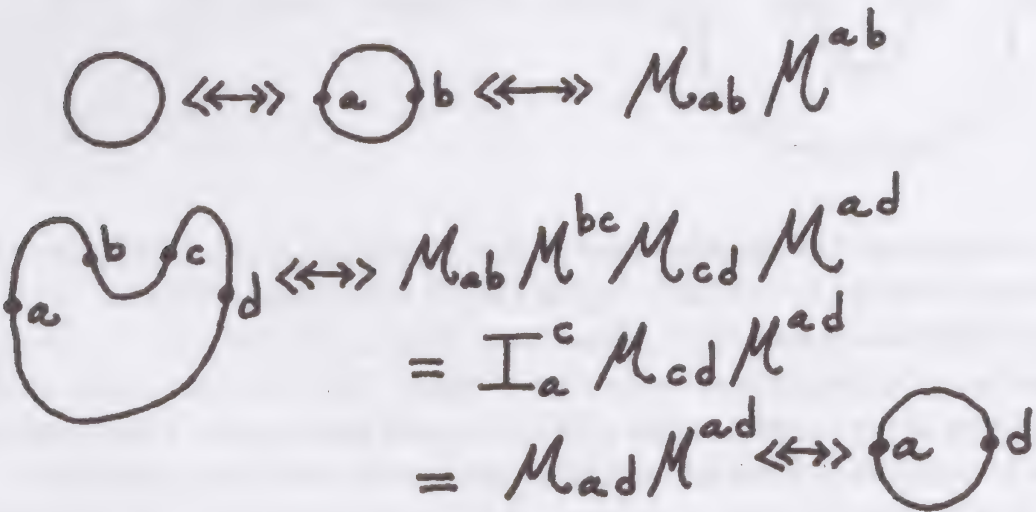 a b <<->> M_ab M^ab
b c <<->> M_ab M^bc M_cd M^ad
a d
= I_a^c M_cd M^ad
= M_ad M^ad <<->> a d